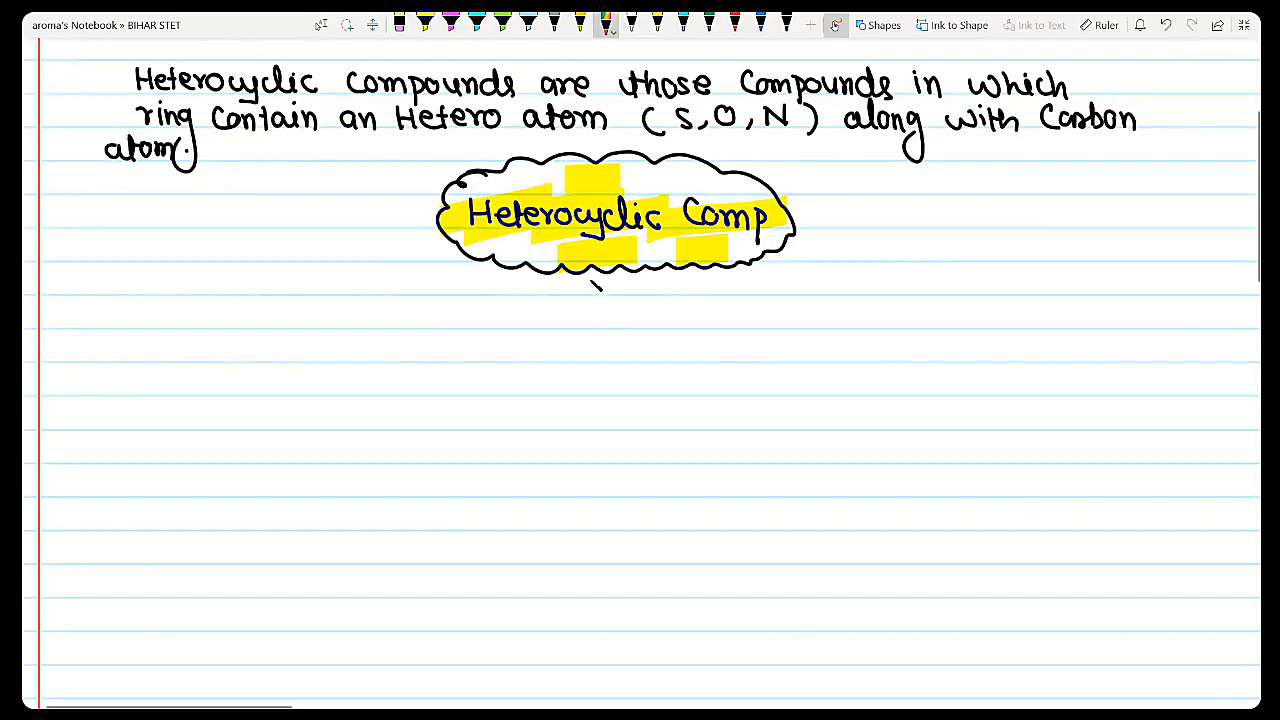 aroma's Notebook » BIHAR STET
Shapes
Ink to Shape
Ink to Text
Ruler
Heterocyclic compounds are those compounds in which
ring contain an Hetero atom (S,O,N) along with Carbon
atom.
Heterocyclic Comp